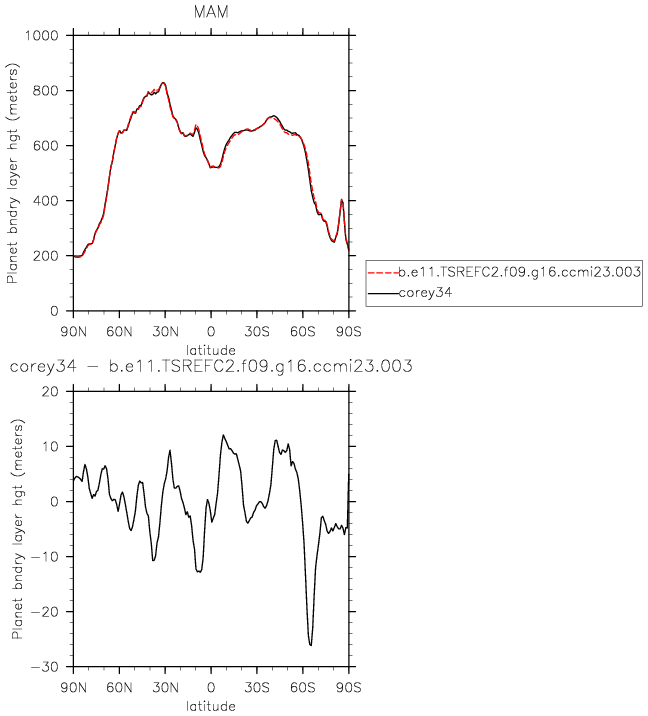 MAM
1000
800
600
400
200
0
Planet bndry layer hgt (meters)
90N 60N 30N 0 30S 60S 90S
latitude
b.e11.TSREFC2.f09.g16.ccmi23.003
corey34
corey34 − b.e11.TSREFC2.f09.g16.ccmi23.003
20
10
0
−10
−20
−30
Planet bndry layer hgt (meters)
90N 60N 30N 0 30S 60S 90S
latitude